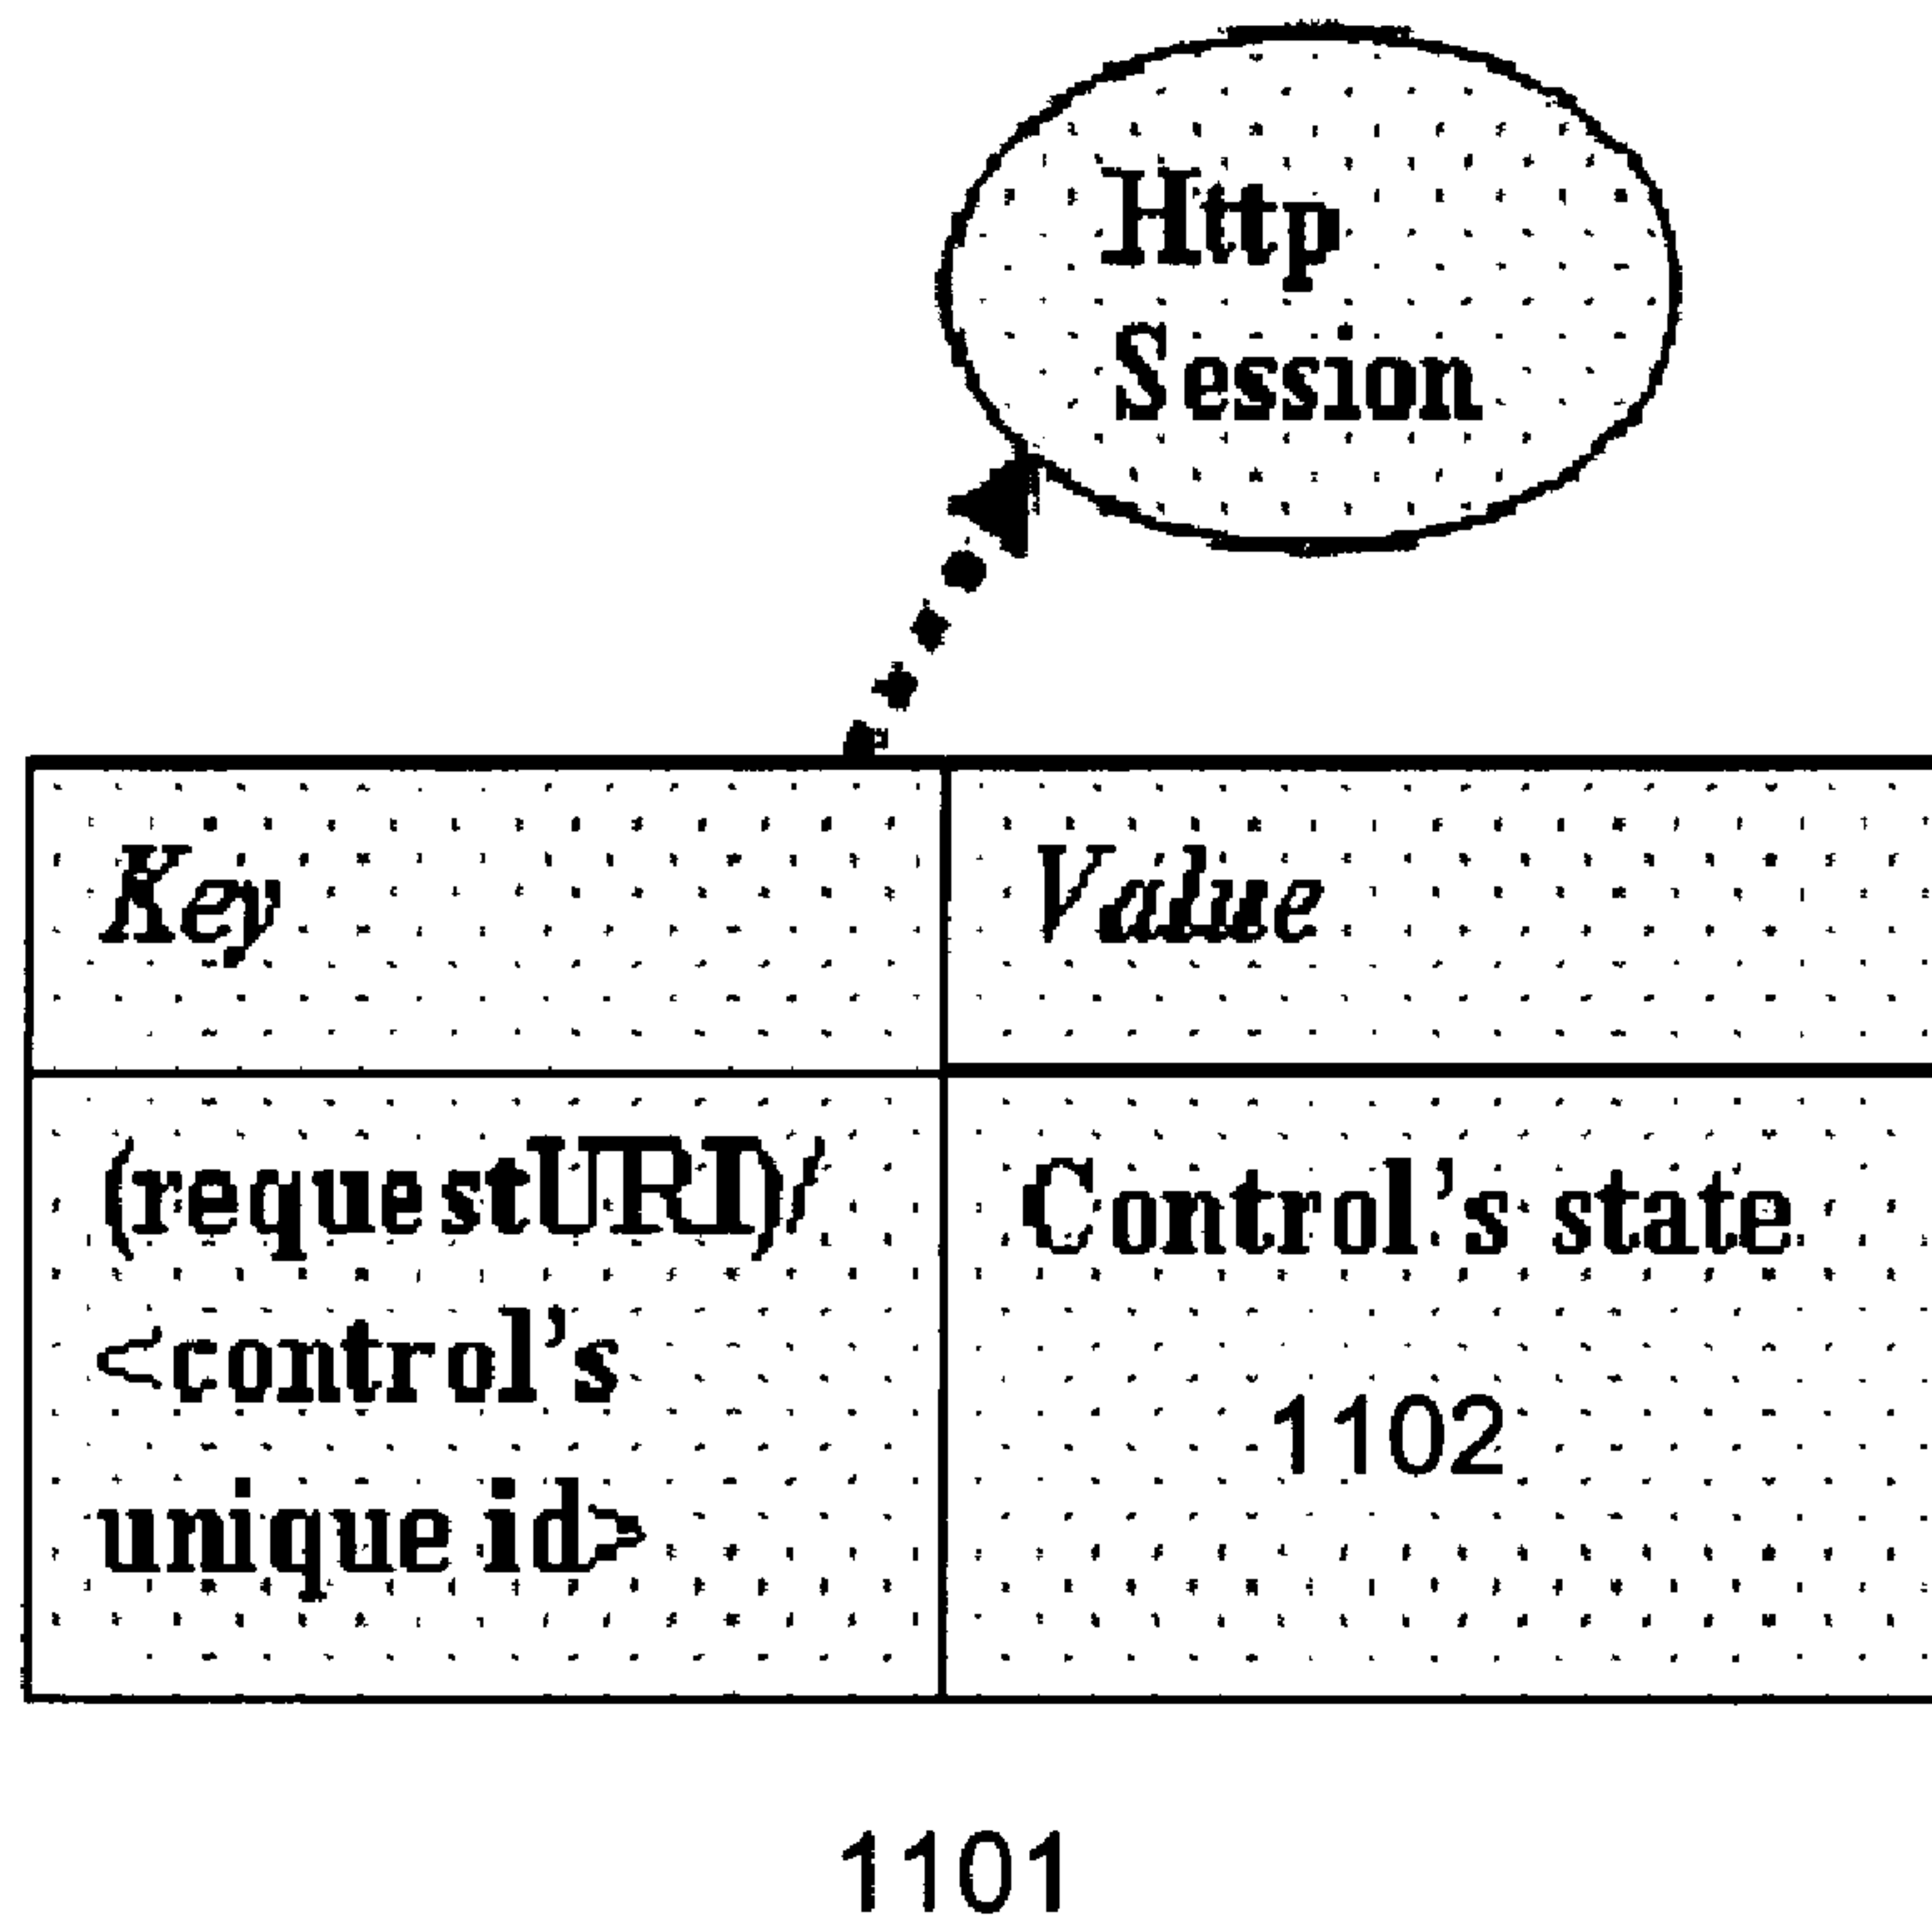 Http
Session
Key
Value
(requestURI)/
<control's
unique id>
Control's state
1102
1101